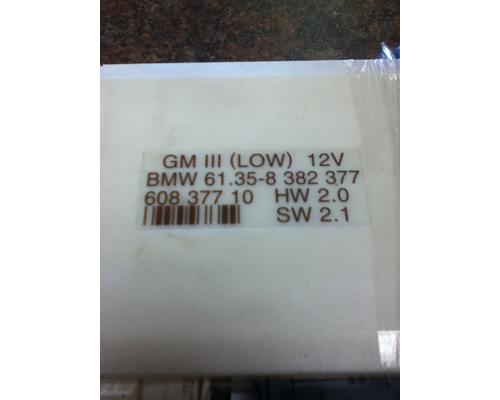 GM III (LOW) 12V
BMW 61.35-8 382 377
608 377 10 HW 2.0
SW 2.1